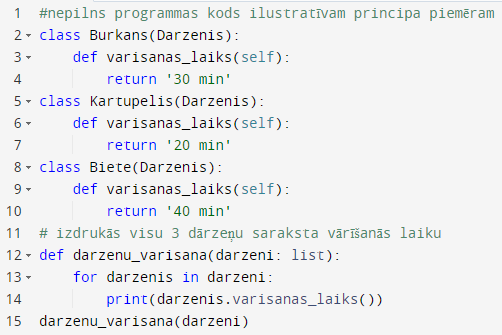 1 #nepilns programmas kods ilustratīvam principa piemēram
2 class Burkans(Darzenis):
3 def varisanas_laiks(self):
4 return '30 min'
5 class Kartupelis(Darzenis):
6 def varisanas_laiks(self):
7 return '20 min'
8 class Biete(Darzenis):
9 def varisanas_laiks(self):
10 return '40 min'
11 # izdrukās visu 3 dārzeņu saraksta vārīšanās laiku
12 def darzenu_varisana(darzeni: list):
13 for darzenis in darzeni:
14 print(darzenis.varisanas_laiks())
15 darzenu_varisana(darzeni)